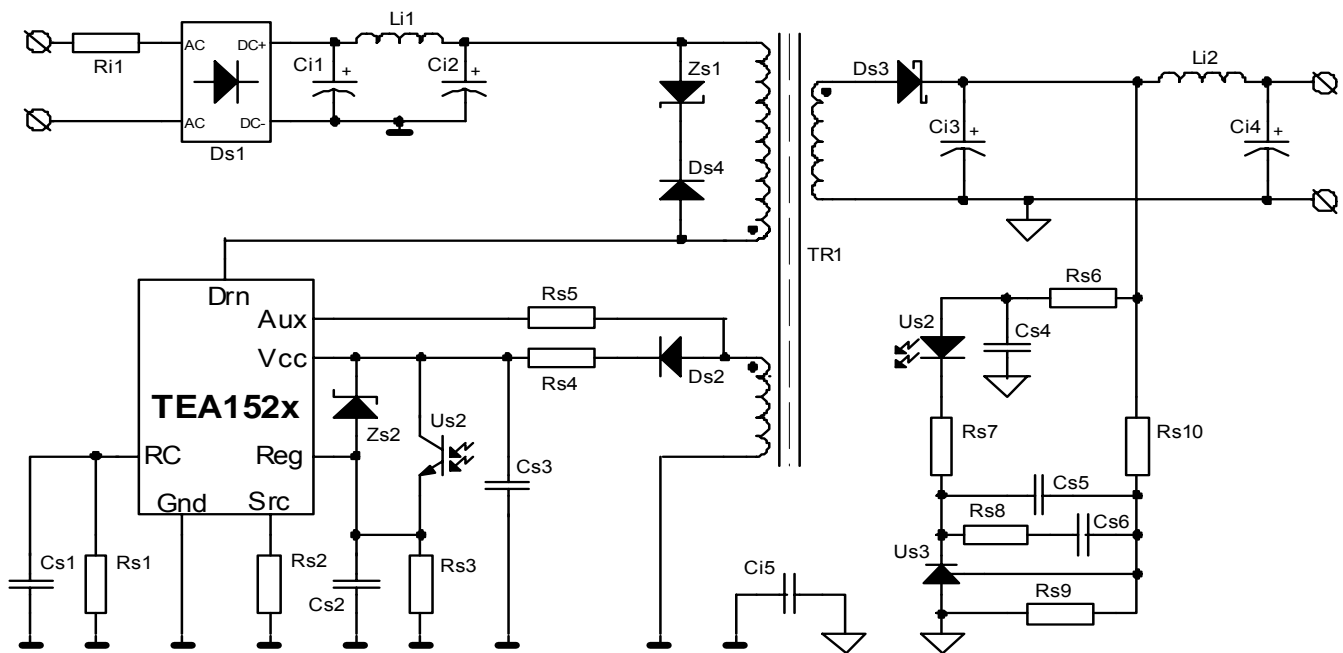 Li1
AC
DC+
Ri1
Ci1
+
Ci2
+
Zs1
Ds3
Li2
Ci3
+
Ci4
+
AC
DC-
Ds1
Ds4
TR1
Drn
Aux
Rs5
Rs6
Vcc
Rs4
Ds2
Us2
Cs4
TEA152x
Zs2
Us2
Rs7
Rs10
RC
Reg
Cs3
Cs5
Gnd
Src
Rs8
Cs6
Cs1
Rs1
Rs2
Cs2
Rs3
Ci5
Us3
Rs9